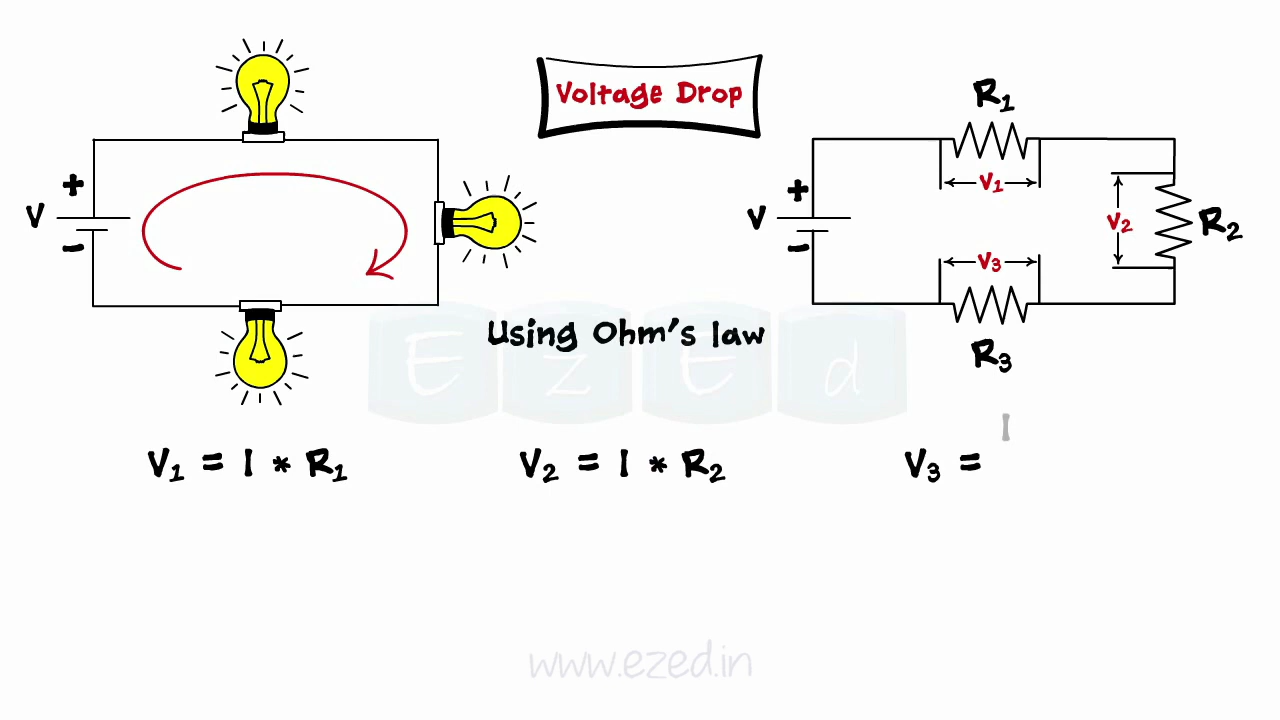 Voltage Drop
+
V
−
R₁
V₁
+
V
−
V₂
R₂
V₃
R₃
Using Ohm's law
EzEd
I
V₁ = I * R₁
V₂ = I * R₂
V₃ =
www.ezed.in